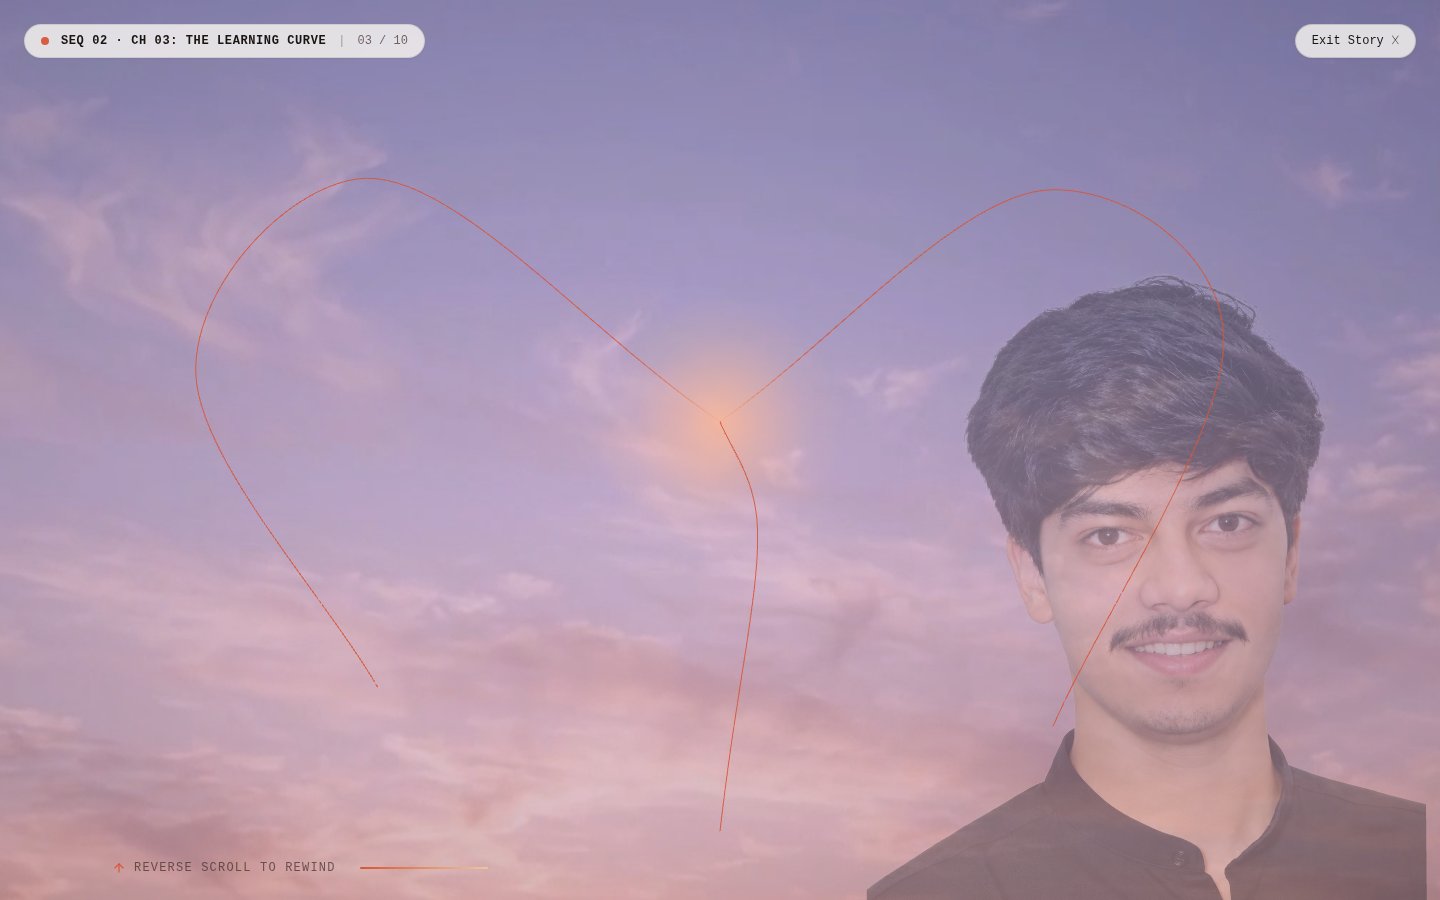 SEQ 02 · CH 03: THE LEARNING CURVE | 03 / 10
Exit Story X
↑ REVERSE SCROLL TO REWIND